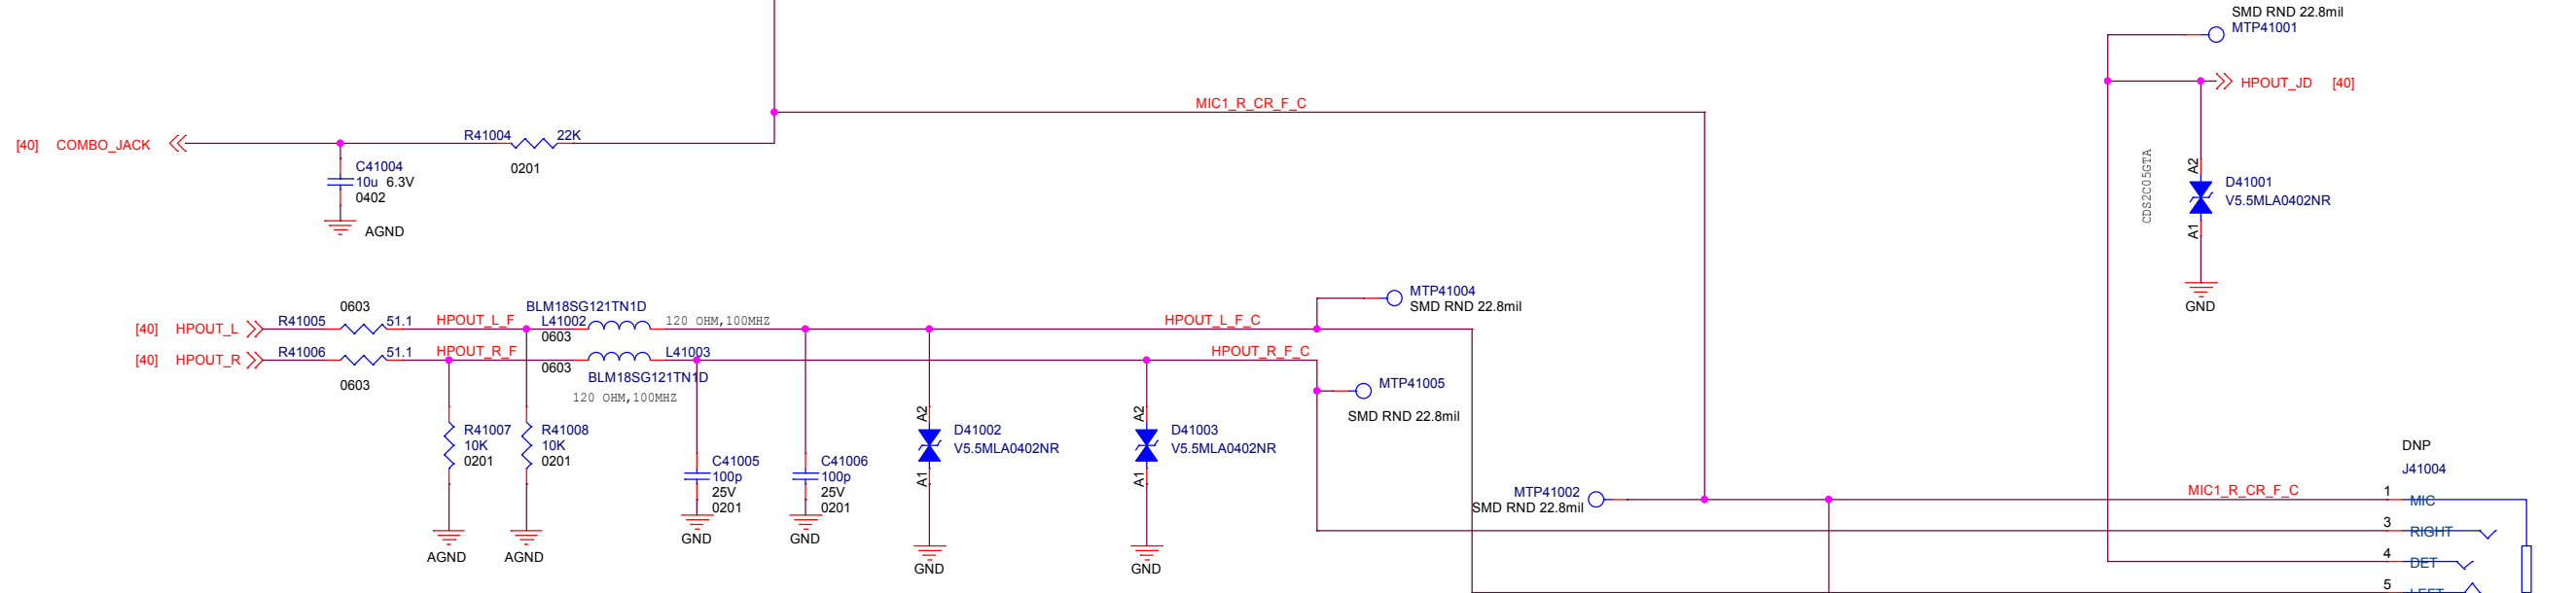 SMD RND 22.8mil
MTP41001
HPOUT_JD [40]
MIC1_R_CR_F_C
[40] COMBO_JACK
R41004 22K
0201
C41004
10u 6.3V
0402
AGND
CDS2C05GTA
A2
D41001
V5.5MLA0402NR
A1
GND
MTP41004
SMD RND 22.8mil
0603
BLM18SG121TN1D
[40] HPOUT_L
R41005
51.1
HPOUT_L_F
L41002
0603
120 OHM,100MHZ
HPOUT_L_F_C
[40] HPOUT_R
R41006
51.1
HPOUT_R_F
L41003
HPOUT_R_F_C
0603
0603
BLM18SG121TN1D
120 OHM,100MHZ
MTP41005
SMD RND 22.8mil
R41007
10K
0201
AGND
R41008
10K
0201
AGND
C41005
100p
25V
0201
GND
C41006
100p
25V
0201
GND
A2
D41002
V5.5MLA0402NR
A1
GND
A2
D41003
V5.5MLA0402NR
A1
GND
DNP
J41004
MTP41002
SMD RND 22.8mil
MIC1_R_CR_F_C
1 MIC
3 RIGHT
4 DET
5 LEFT